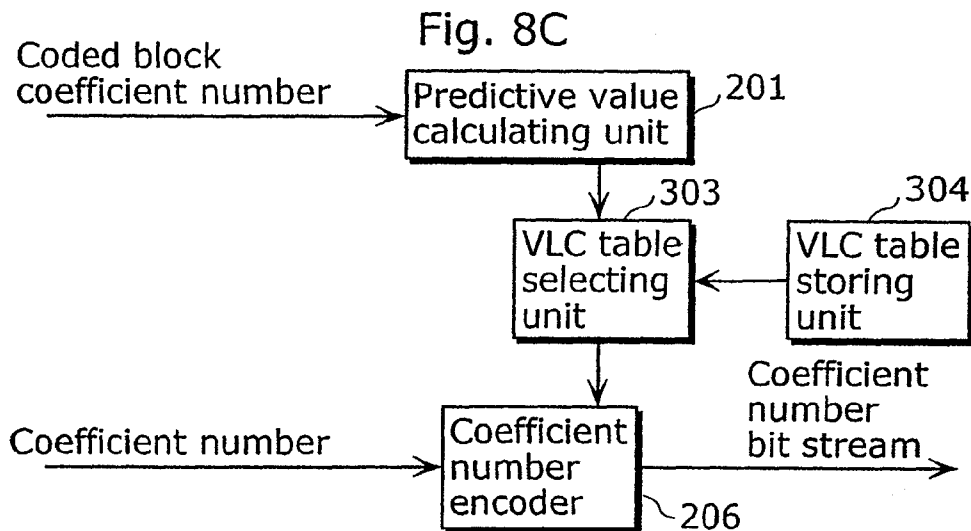 Fig. 8C
Coded block
coefficient number
Predictive value
calculating unit
201
303
304
VLC table
selecting
unit
VLC table
storing
unit
Coefficient
number
bit stream
Coefficient number
Coefficient
number
encoder
206